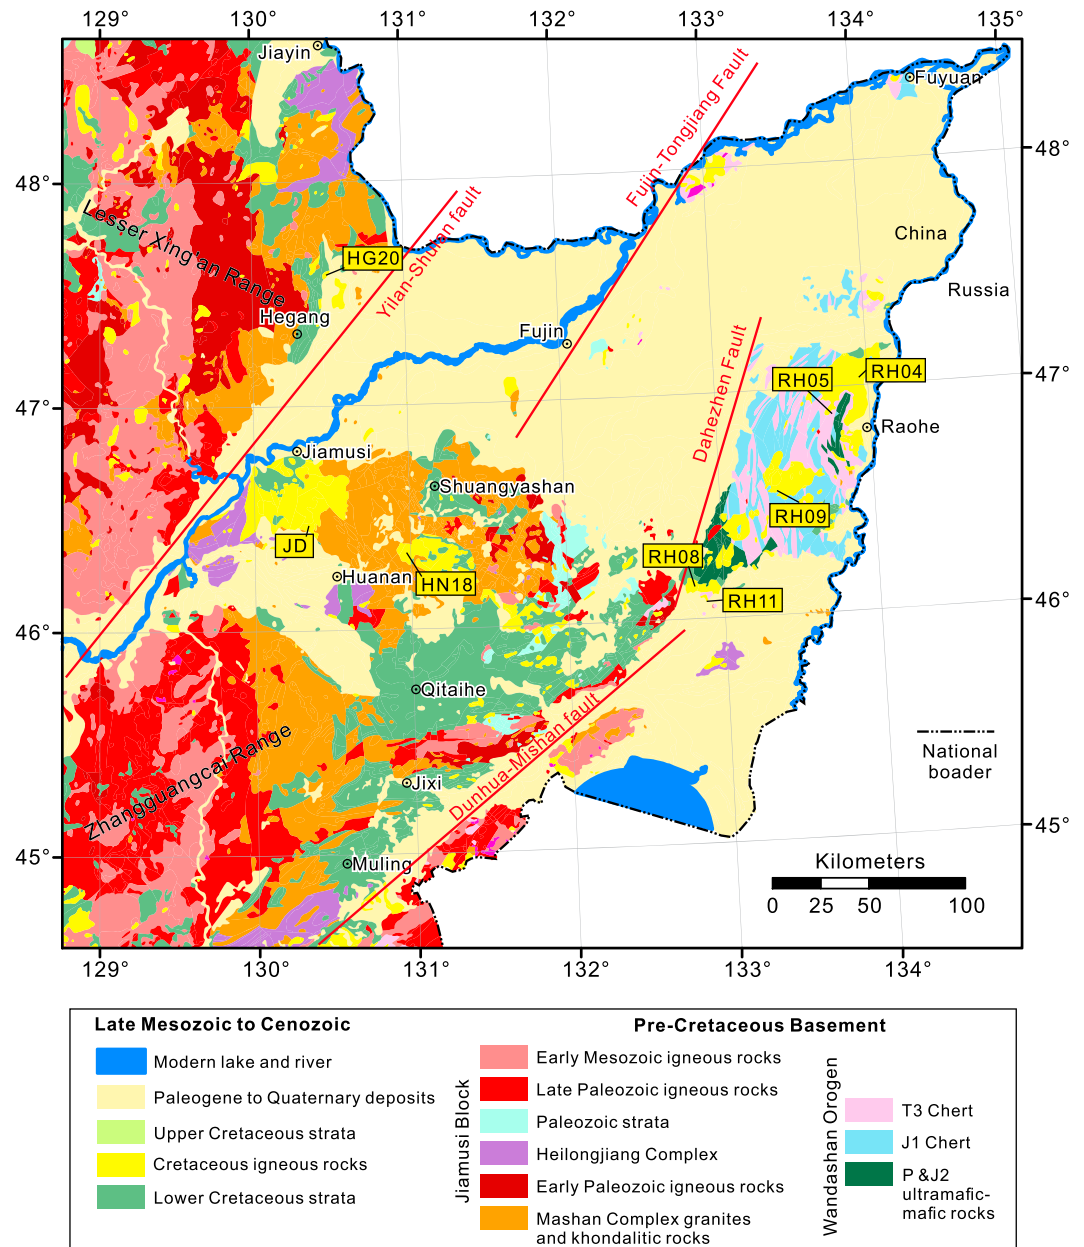 129°
130°
131°
132°
133°
134°
135°
Jiayin
Fuyuan
Fujin-Tongjiang Fault
48°
48°
Lesser Xing'an Range
Yilan-Shulan fault
China
HG20
Russia
Hegang
Fujin
Dahezhen Fault
47°
RH05
RH04
47°
Raohe
Jiamusi
Shuangyashan
RH09
JD
RH08
Huanan
HN18
RH11
46°
46°
Qitaihe
Dunhua-Mishan fault
Zhangguangcai Range
National
boader
Jixi
45°
45°
Muling
Kilometers
0 25 50 100
129°
130°
131°
132°
133°
134°
Late Mesozoic to Cenozoic
Modern lake and river
Paleogene to Quaternary deposits
Upper Cretaceous strata
Cretaceous igneous rocks
Lower Cretaceous strata
Pre-Cretaceous Basement
Jiamusi Block
Early Mesozoic igneous rocks
Late Paleozoic igneous rocks
Paleozoic strata
Heilongjiang Complex
Early Paleozoic igneous rocks
Mashan Complex granites
and khondalitic rocks
Wandashan Orogen
T3 Chert
J1 Chert
P &J2
ultramafic-
mafic rocks